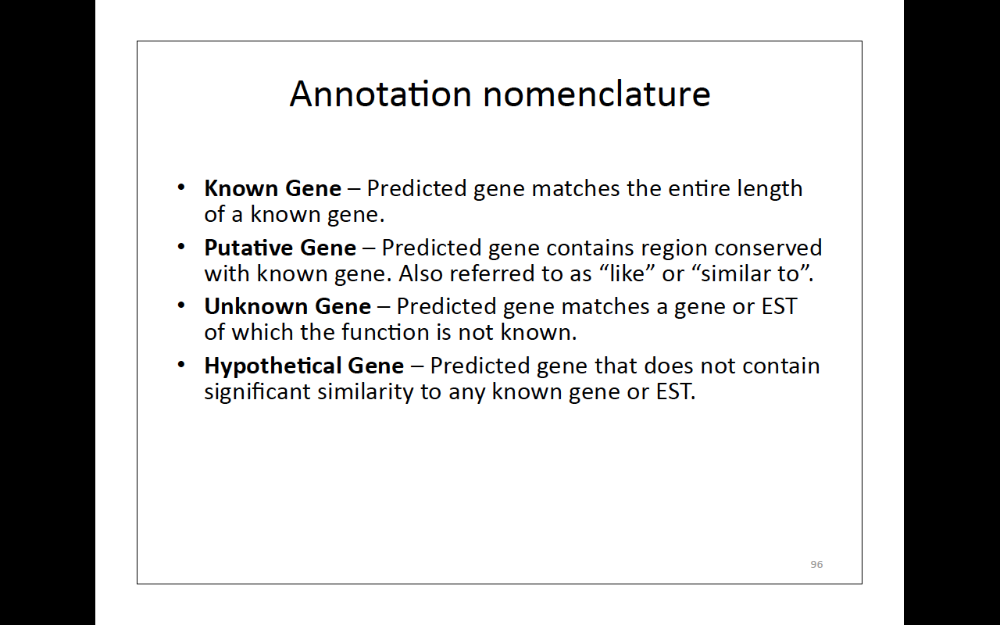 Annotation nomenclature
• Known Gene – Predicted gene matches the entire length
of a known gene.
• Putative Gene – Predicted gene contains region conserved
with known gene. Also referred to as “like” or “similar to”.
• Unknown Gene – Predicted gene matches a gene or EST
of which the function is not known.
• Hypothetical Gene – Predicted gene that does not contain
significant similarity to any known gene or EST.
96